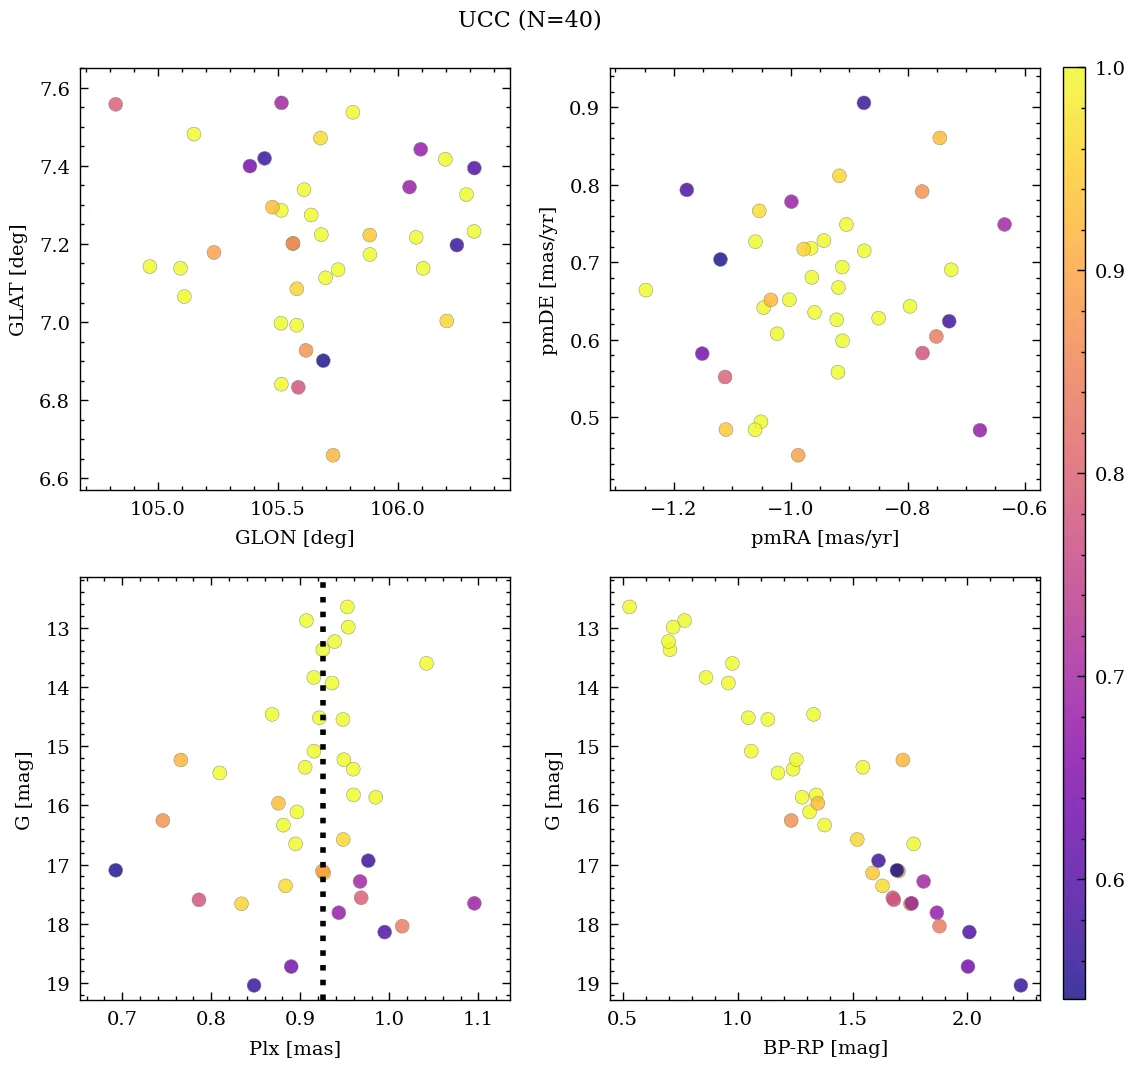 UCC (N=40)
7.6
7.4
7.2
7.0
6.8
6.6
GLAT [deg]
105.0 105.5 106.0
GLON [deg]
0.9
0.8
0.7
0.6
0.5
pmDE [mas/yr]
−1.2 −1.0 −0.8 −0.6
pmRA [mas/yr]
13
14
15
16
17
18
19
G [mag]
0.7 0.8 0.9 1.0 1.1
Plx [mas]
13
14
15
16
17
18
19
G [mag]
0.5 1.0 1.5 2.0
BP-RP [mag]
1.0
0.9
0.8
0.7
0.6